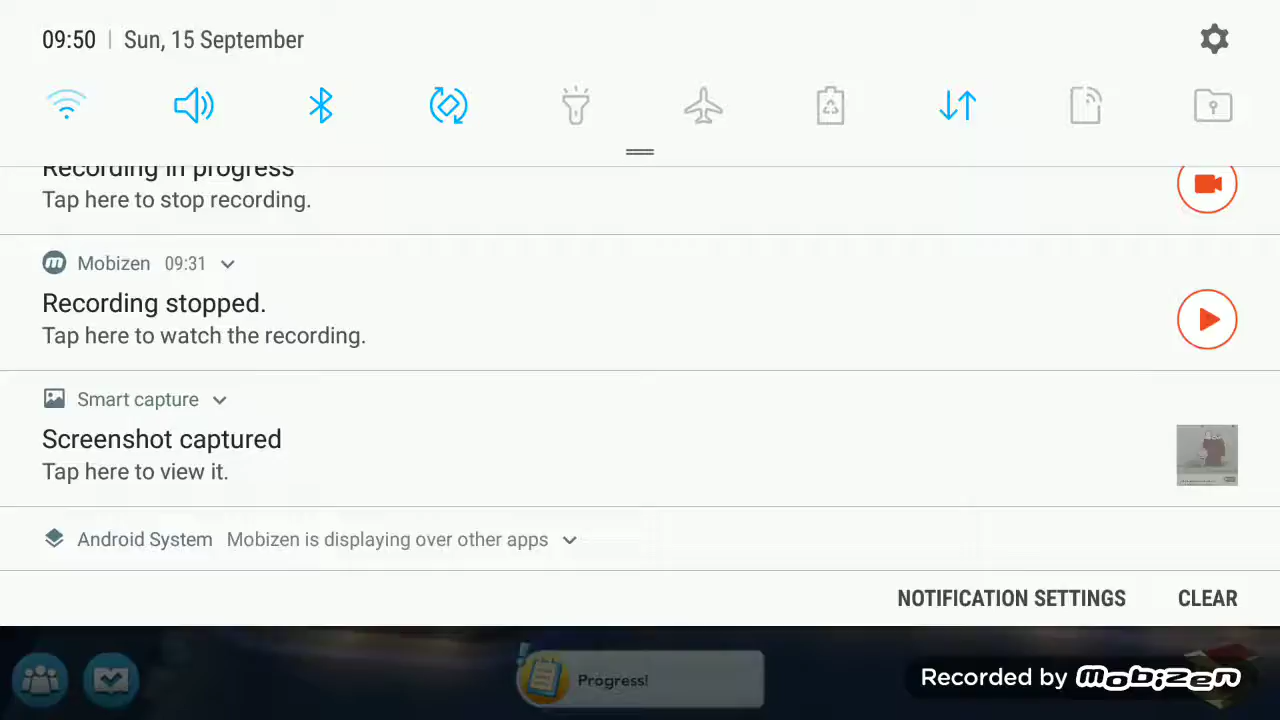 09:50 | Sun, 15 September
Recording in progress
Tap here to stop recording.
Mobizen 09:31
Recording stopped.
Tap here to watch the recording.
Smart capture
Screenshot captured
Tap here to view it.
Android System Mobizen is displaying over other apps
NOTIFICATION SETTINGS CLEAR
Progress!
Recorded by Mobizen